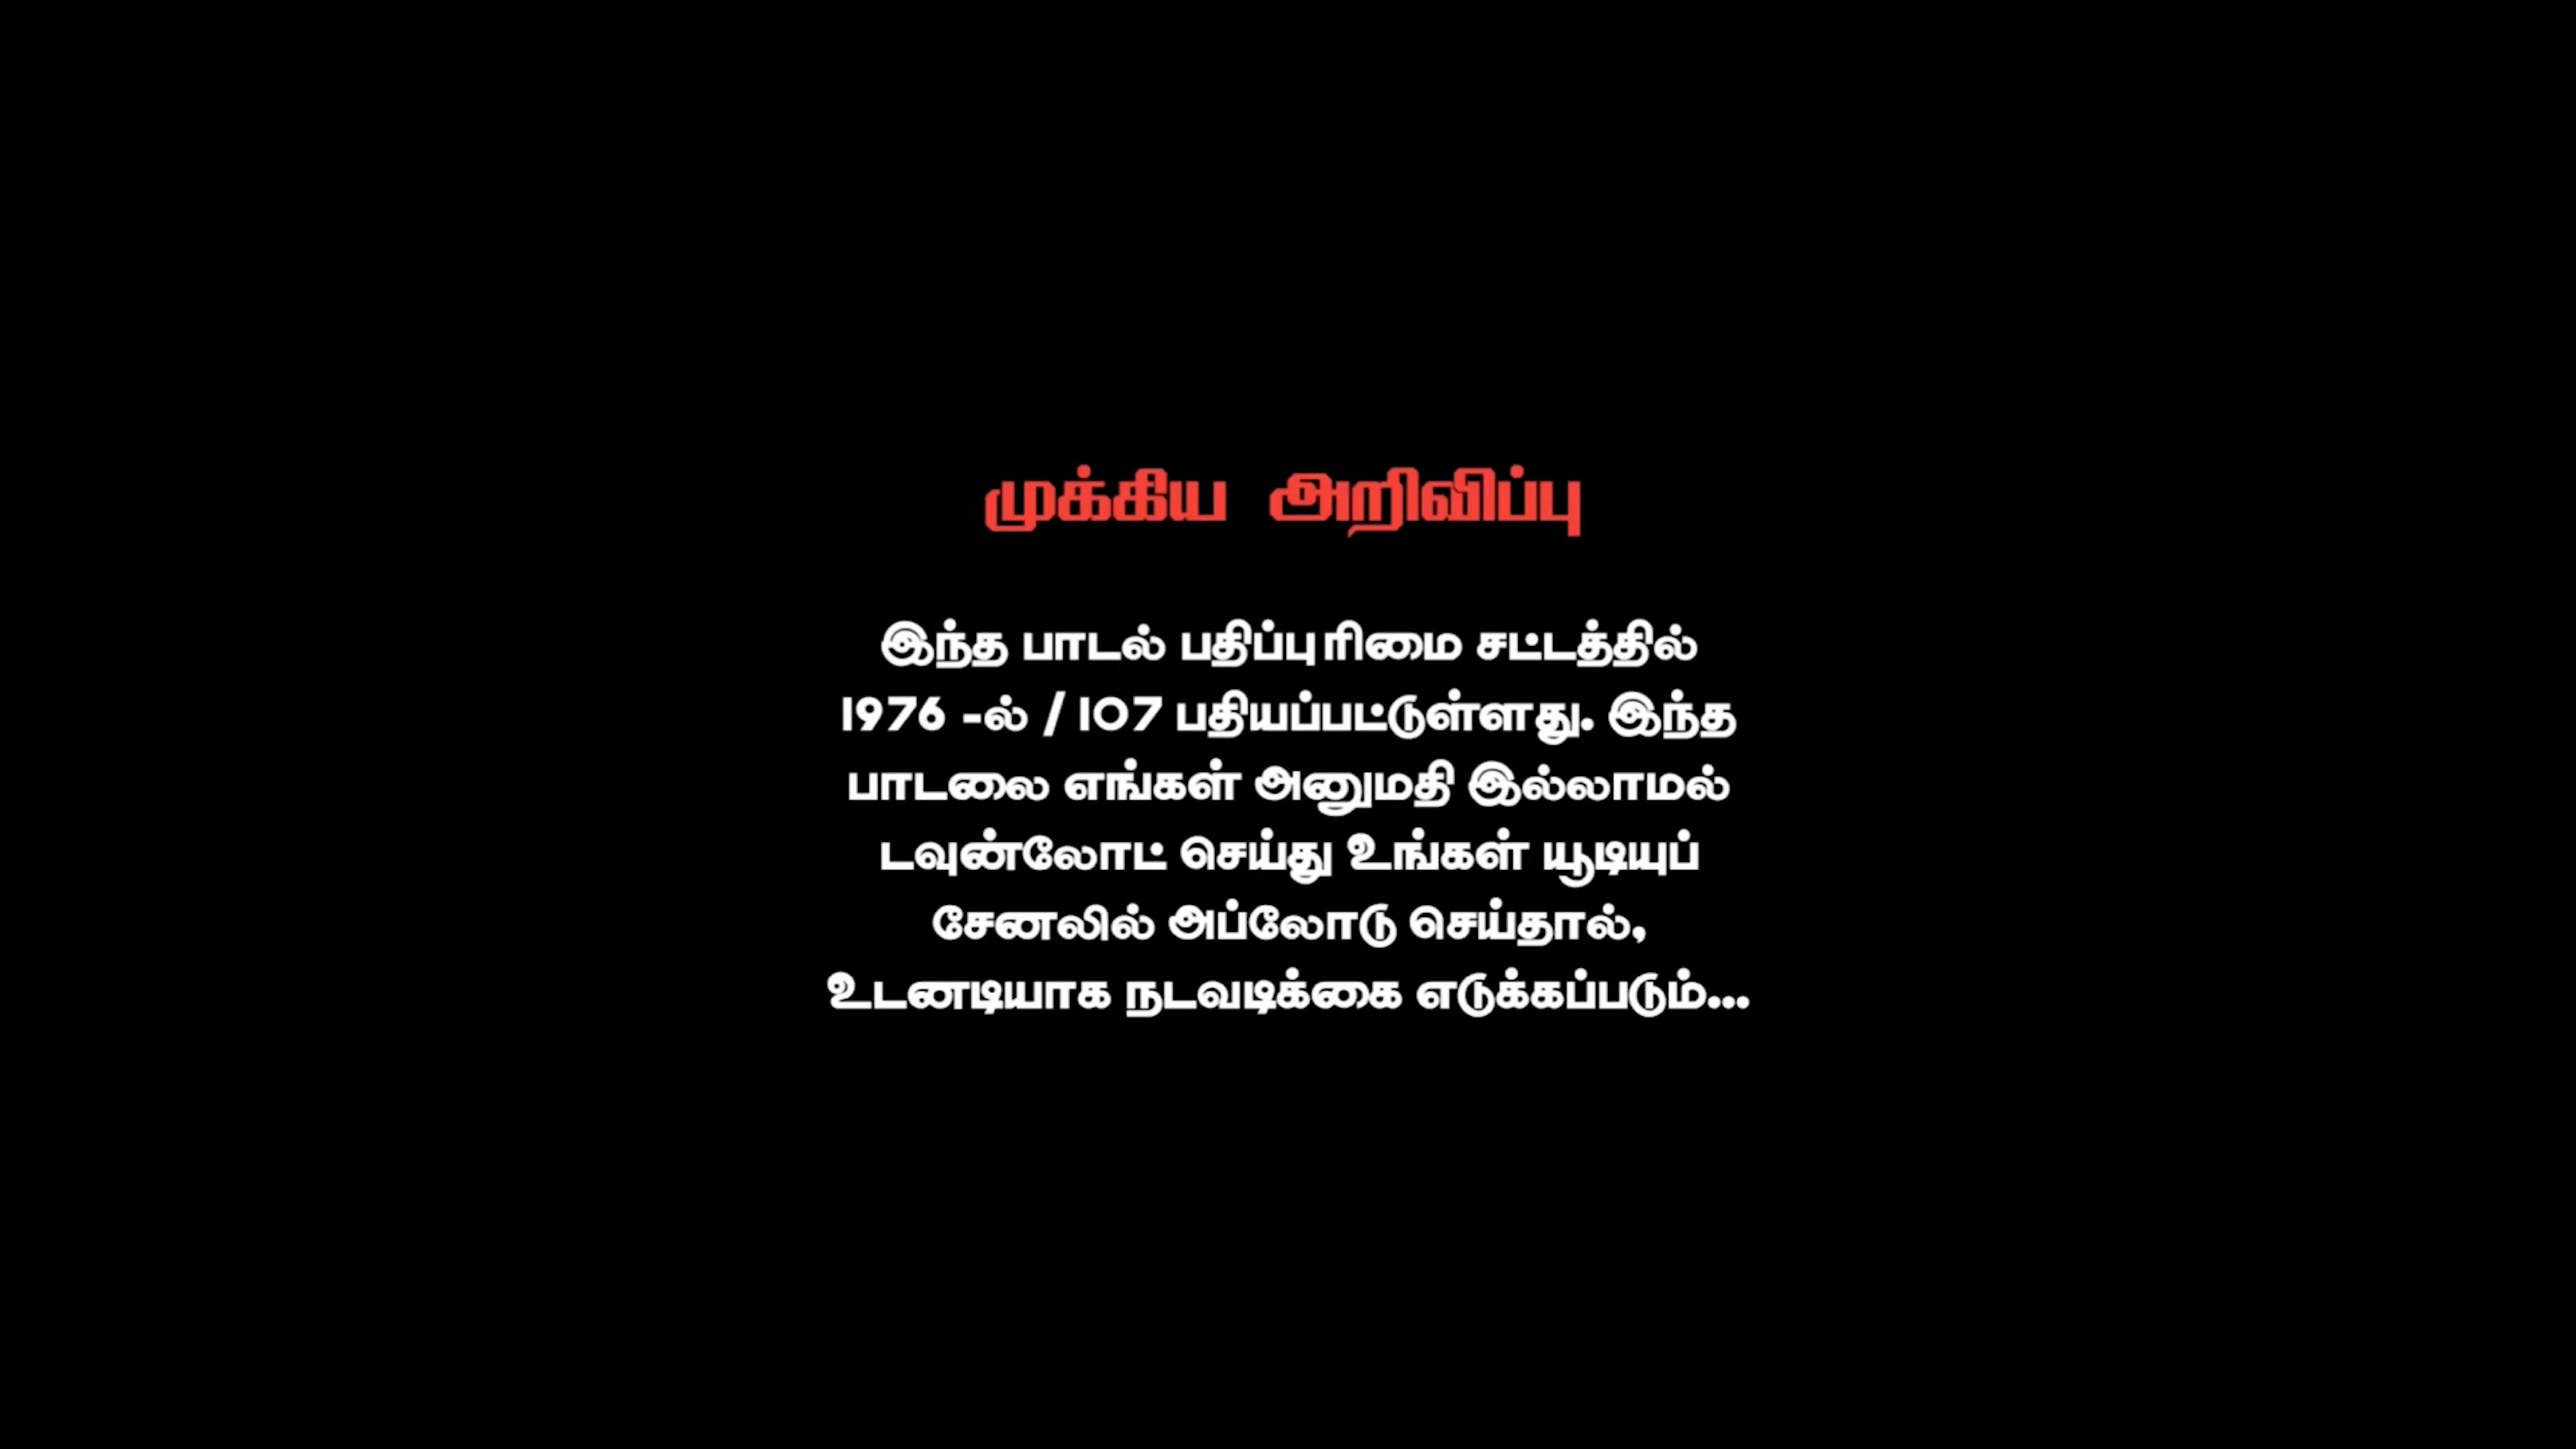 முக்கிய அறிவிப்பு
இந்த பாடல் பதிப்புரிமை சட்டத்தில்
1976 -ல் / 107 பதியப்பட்டுள்ளது. இந்த
பாடலை எங்கள் அனுமதி இல்லாமல்
டவுன்லோட் செய்து உங்கள் யூடியுப்
சேனலில் அப்லோடு செய்தால்,
உடனடியாக நடவடிக்கை எடுக்கப்படும்...